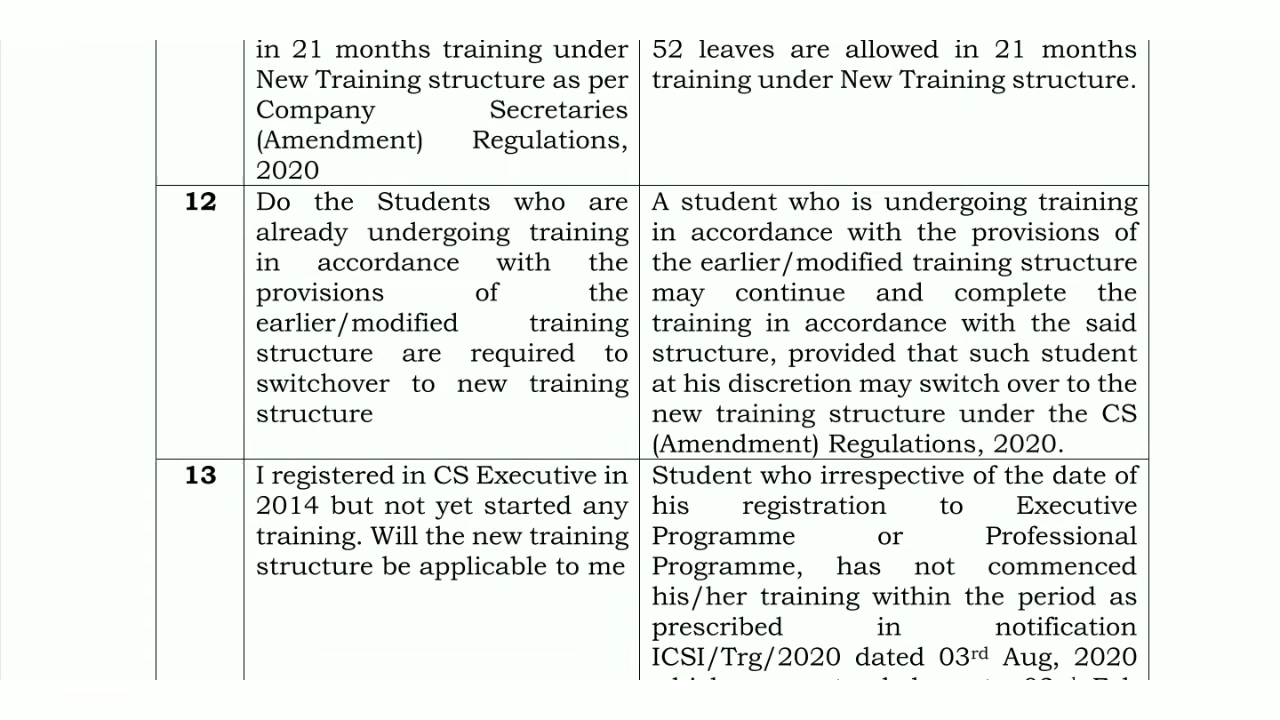 in 21 months training under
New Training structure as per
Company Secretaries
(Amendment) Regulations,
2020
52 leaves are allowed in 21 months
training under New Training structure.
12
Do the Students who are
already undergoing training
in accordance with the
provisions of the
earlier/modified training
structure are required to
switchover to new training
structure
A student who is undergoing training
in accordance with the provisions of
the earlier/modified training structure
may continue and complete the
training in accordance with the said
structure, provided that such student
at his discretion may switch over to the
new training structure under the CS
(Amendment) Regulations, 2020.
13
I registered in CS Executive in
2014 but not yet started any
training. Will the new training
structure be applicable to me
Student who irrespective of the date of
his registration to Executive
Programme or Professional
Programme, has not commenced
his/her training within the period as
prescribed in notification
ICSI/Trg/2020 dated 03rd Aug, 2020